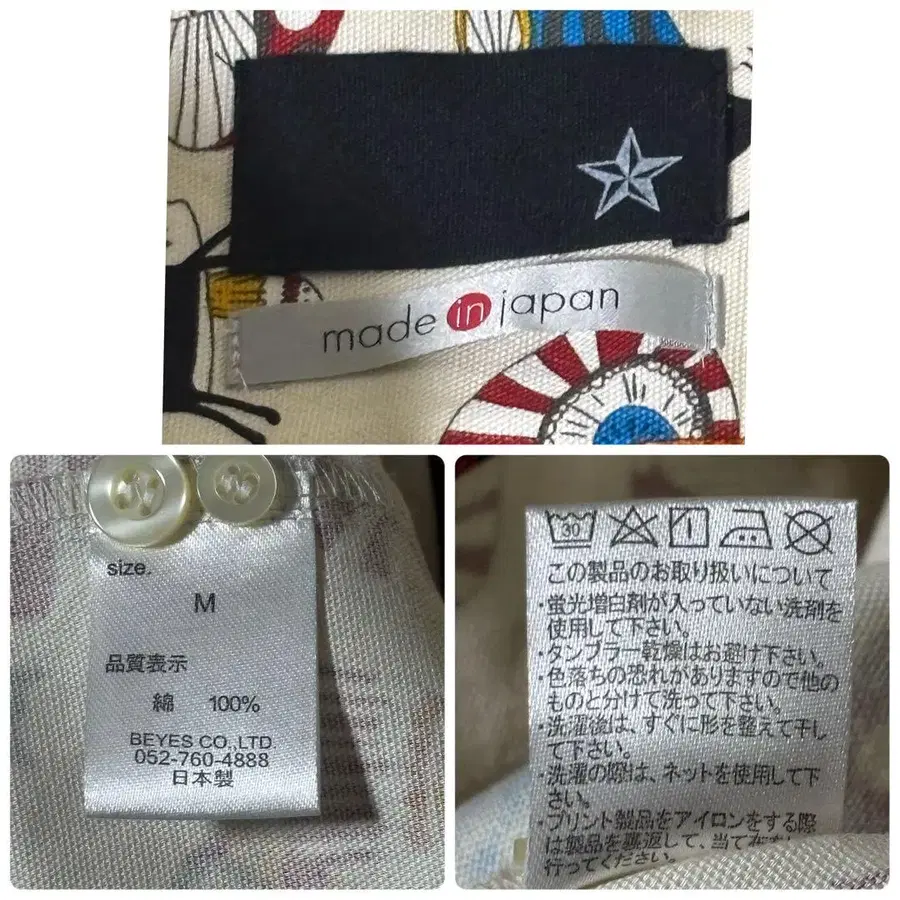 made in japan
size.
M
品質表示
綿 100%
BEYES CO.,LTD
052-760-4888
日本製
30
この製品のお取り扱いについて
・蛍光増白剤が入っていない洗剤を
使用して下さい。
・タンブラー乾燥はお避け下さい。
・色落ちの恐れがありますので他の
ものと分けて洗って下さい。
・洗濯後は、すぐに形を整えて干し
て下さい。
・洗濯の際は、ネットを使用して下
さい。
・プリント製品をアイロンをする際
は製品を裏返して、当て布をし
行ってください。